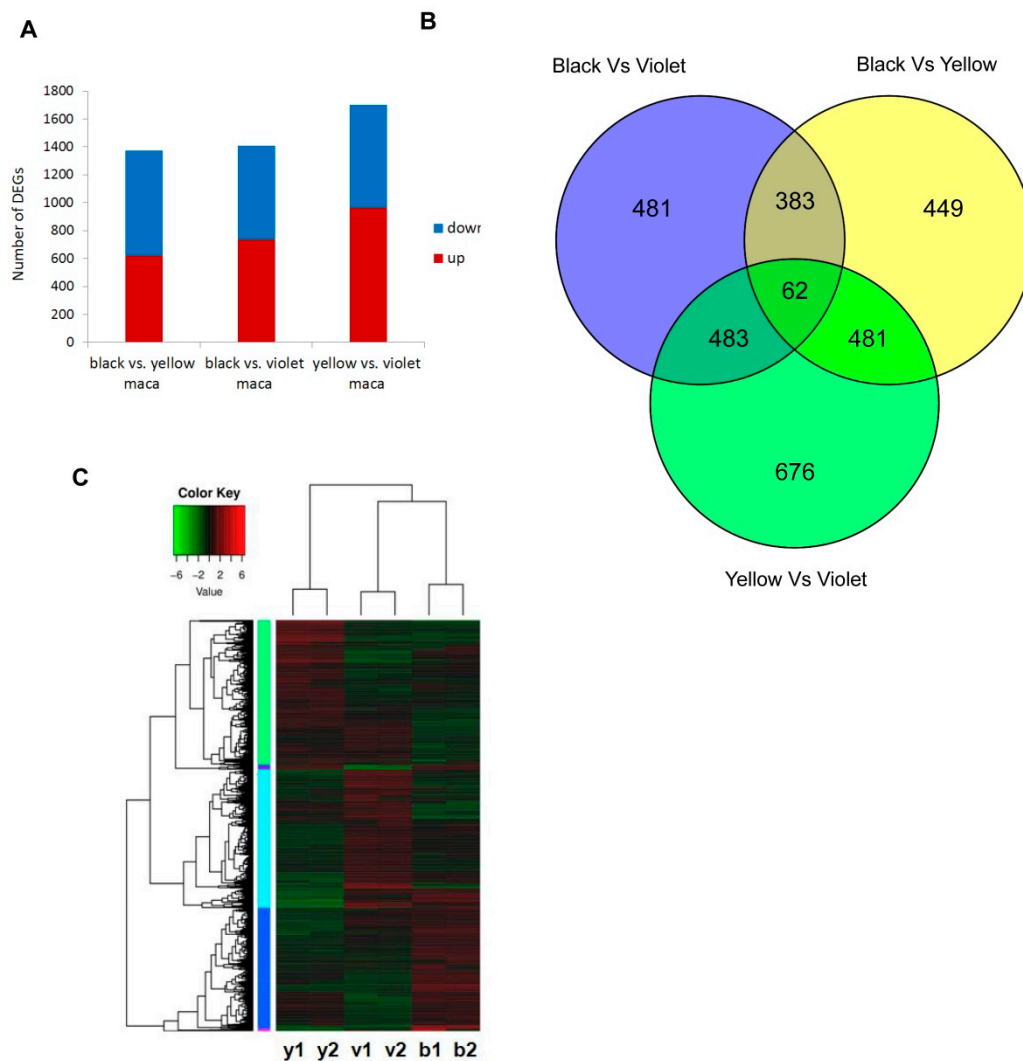 A
1800
1600
1400
1200
1000
800
600
400
200
0
Number of DEGs
down
up
black vs. yellow maca
black vs. violet maca
yellow vs. violet maca
B
Black Vs Violet
Black Vs Yellow
481
383
449
62
483
481
676
Yellow Vs Violet
C
Color Key
-6 -2 2 6
Value
y1 y2 v1 v2 b1 b2